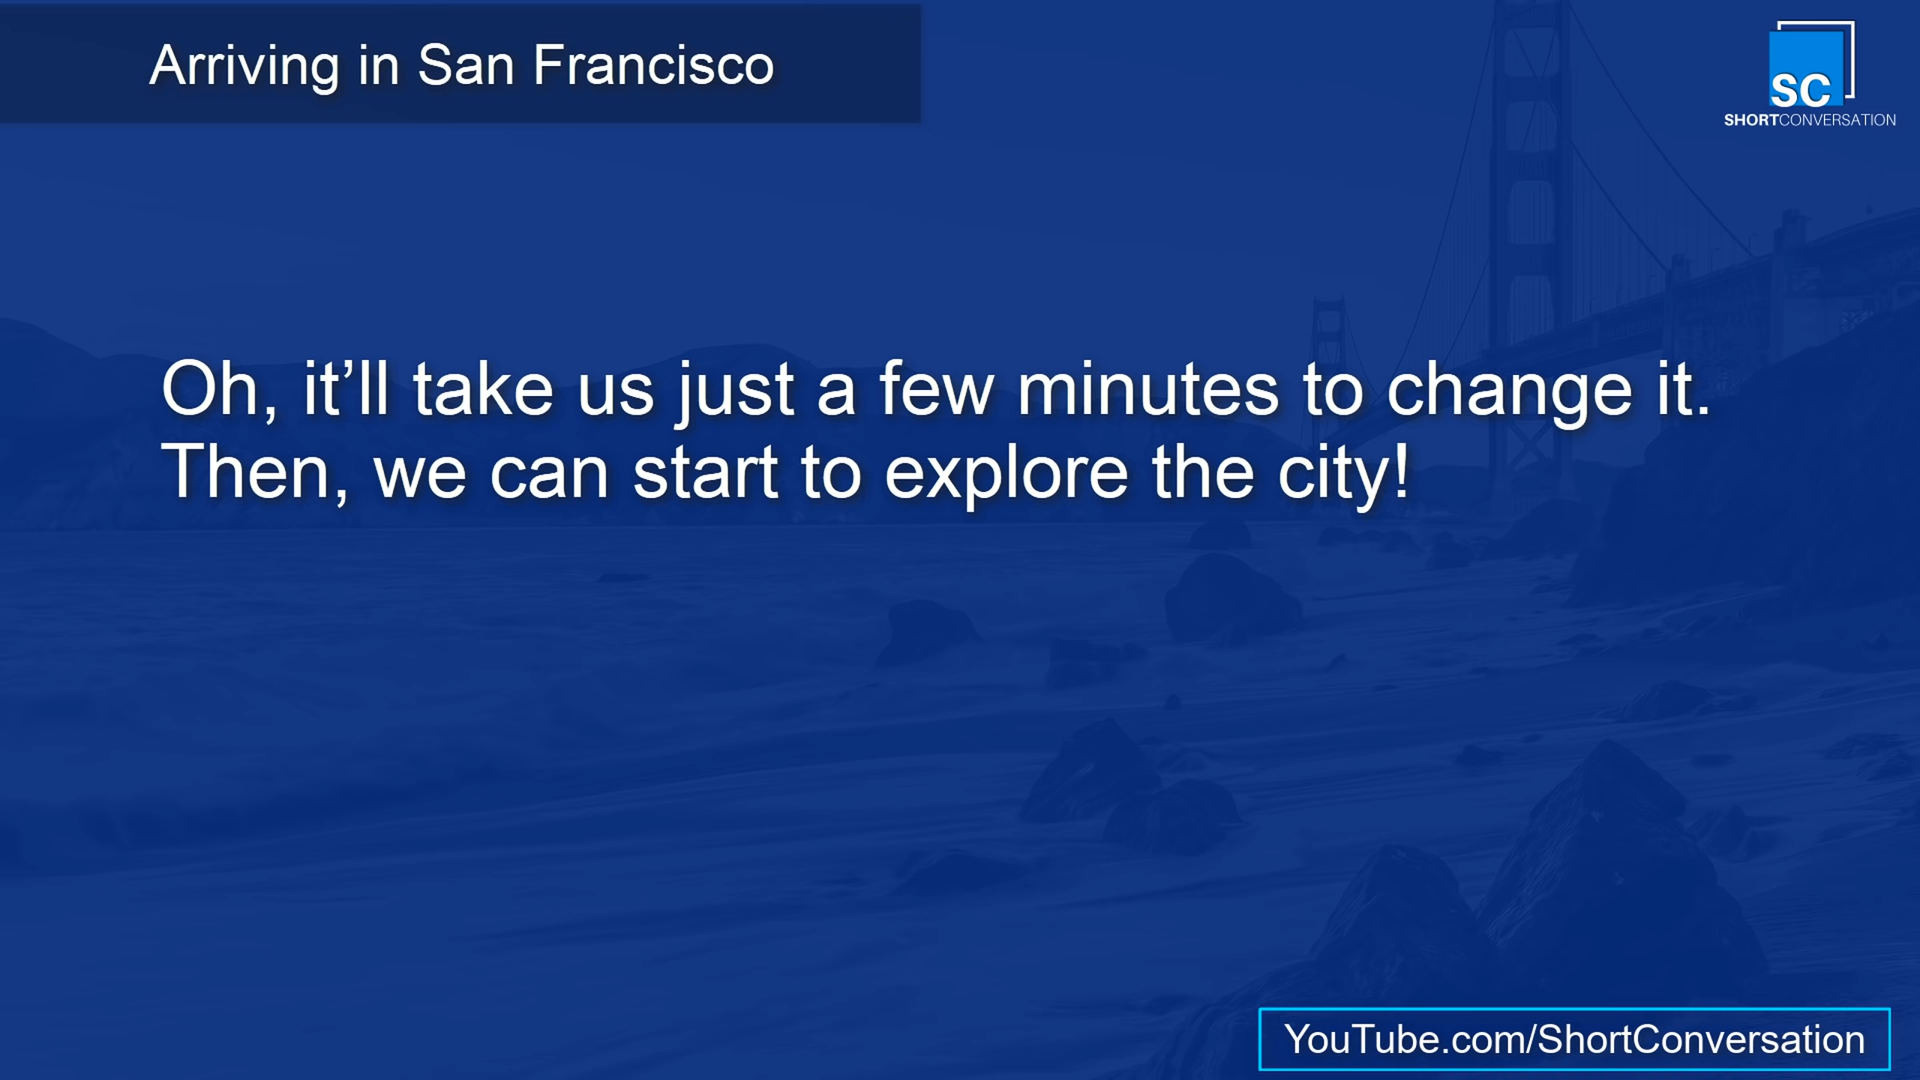 Arriving in San Francisco
SC
SHORTCONVERSATION
Oh, it’ll take us just a few minutes to change it.
Then, we can start to explore the city!
YouTube.com/ShortConversation